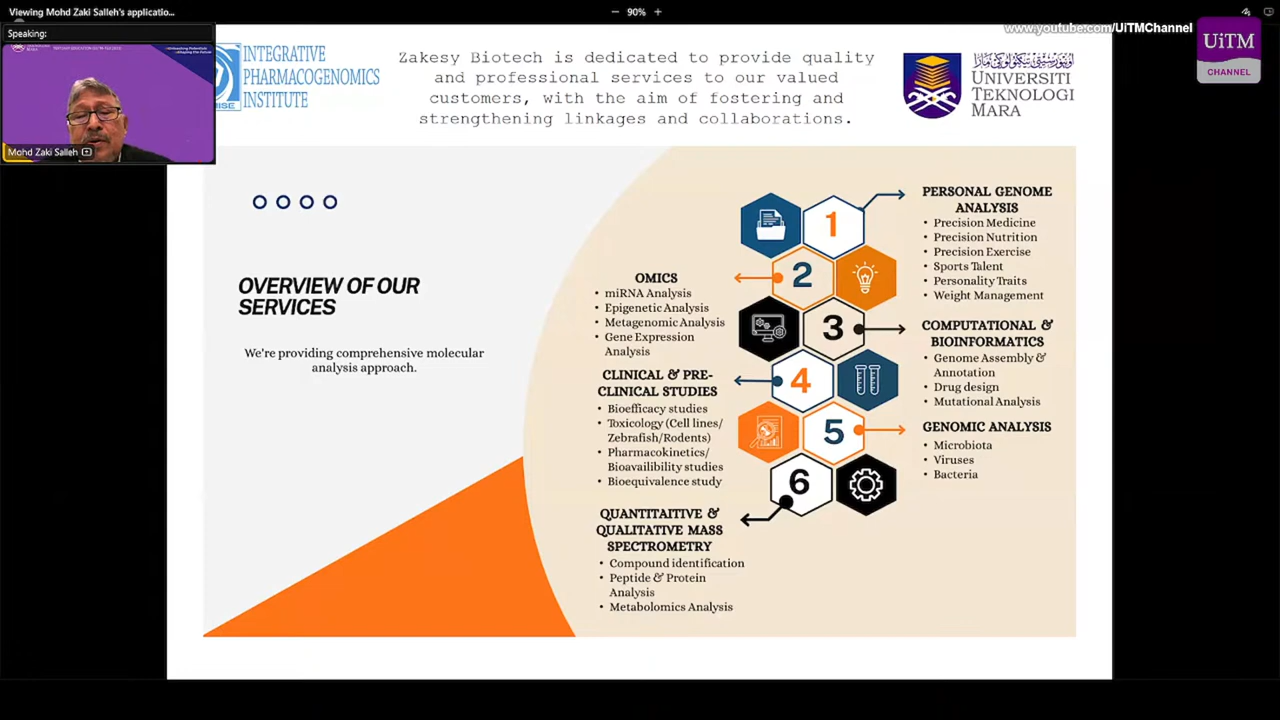 Viewing Mohd Zaki Salleh's applicatio...
90%
www.youtube.com/UiTMChannel
UiTM
CHANNEL
Speaking:
Mohd Zaki Salleh
INTEGRATIVE
PHARMACOGENOMICS
INSTITUTE
Zakesy Biotech is dedicated to provide quality
and professional services to our valued
customers, with the aim of fostering and
strengthening linkages and collaborations.
UNIVERSITI
TEKNOLOGI
MARA
OVERVIEW OF OUR
SERVICES
We're providing comprehensive molecular
analysis approach.
1
PERSONAL GENOME
ANALYSIS
• Precision Medicine
• Precision Nutrition
• Precision Exercise
• Sports Talent
• Personality Traits
• Weight Management
2
OMICS
• miRNA Analysis
• Epigenetic Analysis
• Metagenomic Analysis
• Gene Expression
Analysis
3
COMPUTATIONAL &
BIOINFORMATICS
• Genome Assembly &
Annotation
• Drug design
• Mutational Analysis
4
CLINICAL & PRE-
CLINICAL STUDIES
• Bioefficacy studies
• Toxicology (Cell lines/
Zebrafish/Rodents)
• Pharmacokinetics/
Bioavailibility studies
• Bioequivalence study
5
GENOMIC ANALYSIS
• Microbiota
• Viruses
• Bacteria
6
QUANTITAITIVE &
QUALITATIVE MASS
SPECTROMETRY
• Compound identification
• Peptide & Protein
Analysis
• Metabolomics Analysis